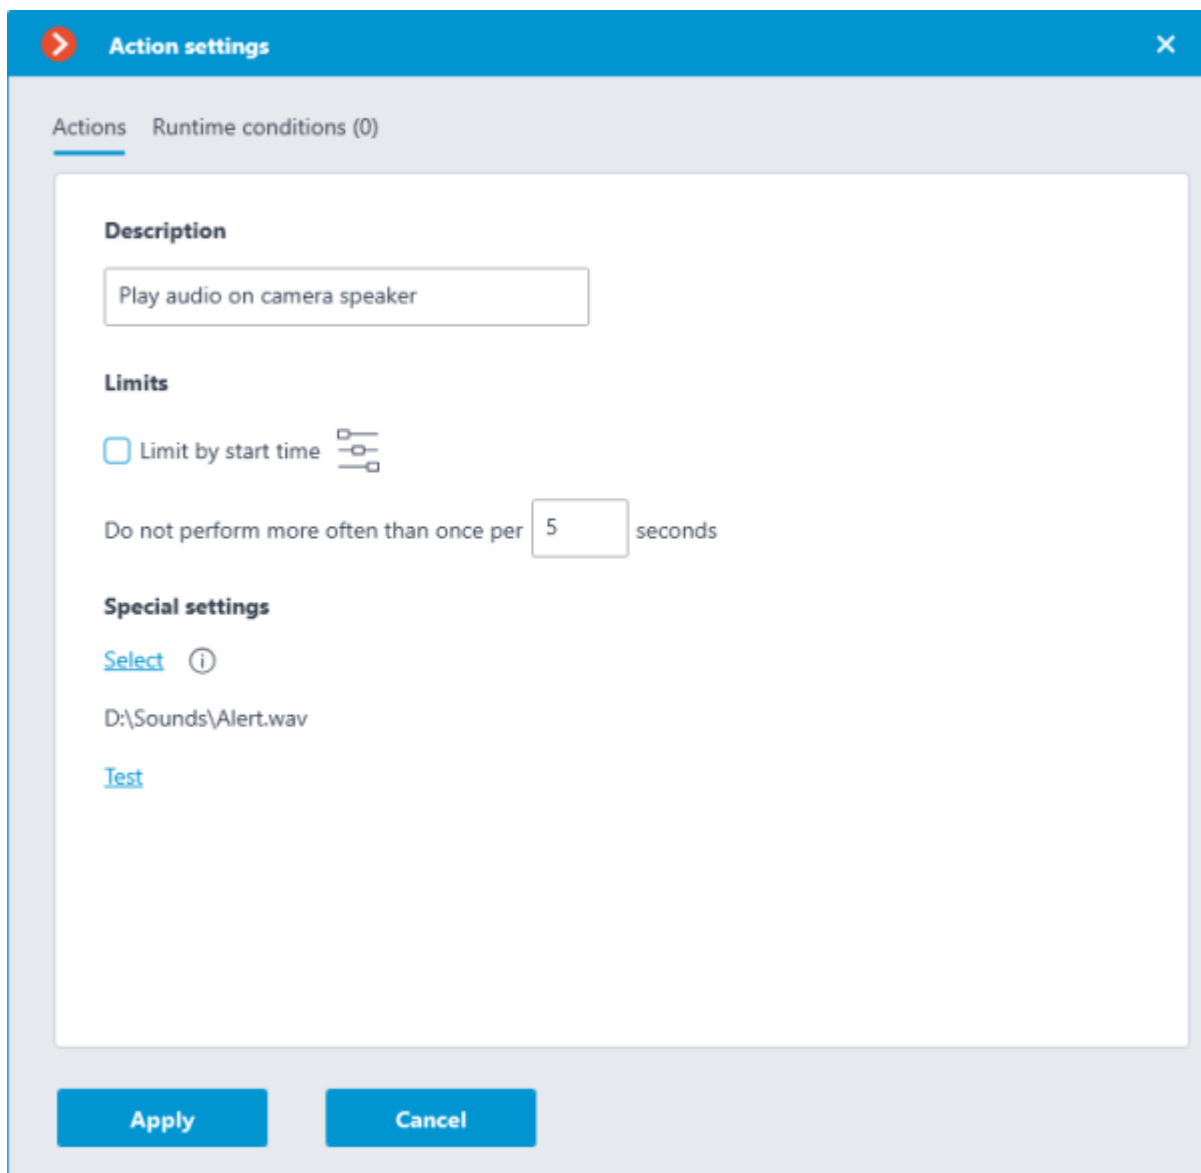 Action settings
Actions Runtime conditions (0)
Description
Play audio on camera speaker
Limits
Limit by start time
Do not perform more often than once per 5 seconds
Special settings
Select
D:\Sounds\Alert.wav
Test
Apply Cancel